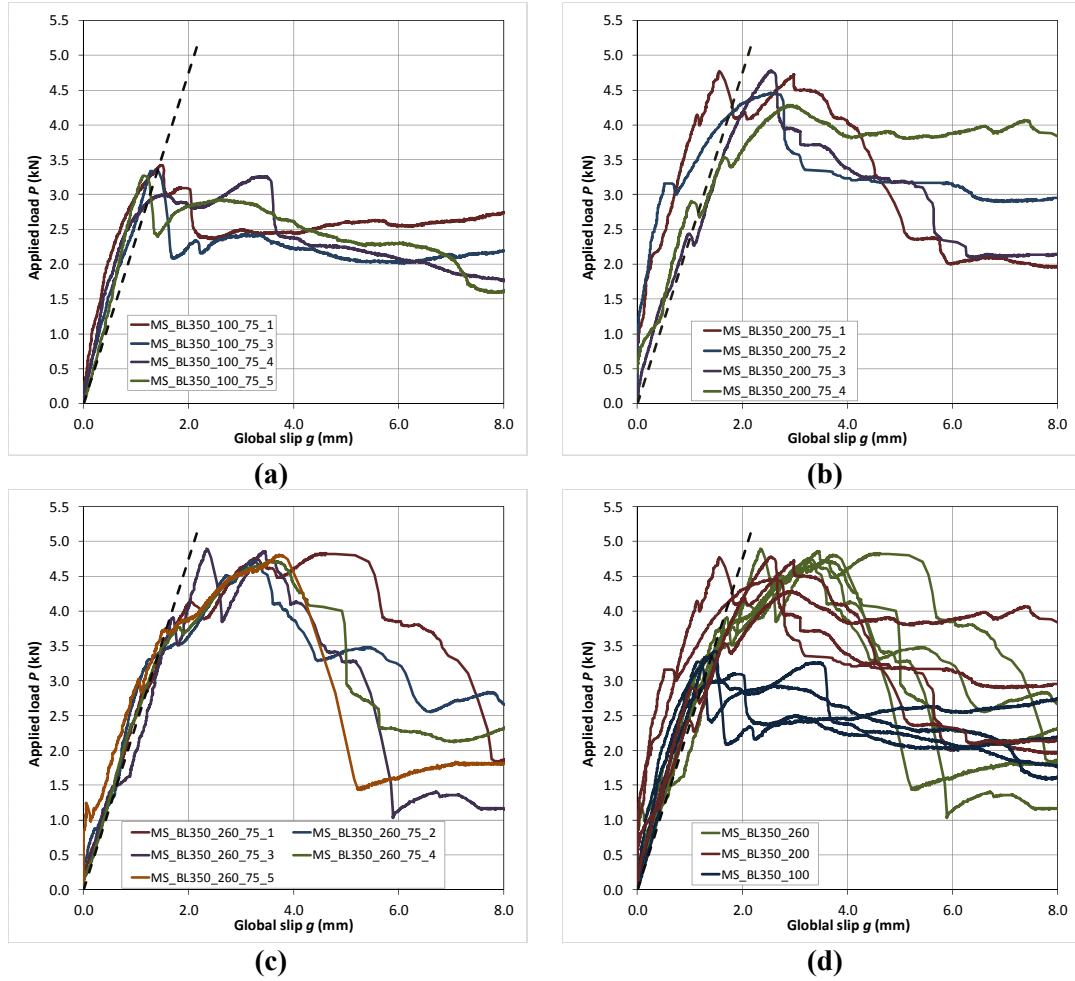 5.5
5.0
4.5
4.0
3.5
3.0
2.5
2.0
1.5
1.0
0.5
0.0
Applied load P (kN)
MS_BL350_100_75_1
MS_BL350_100_75_3
MS_BL350_100_75_4
MS_BL350_100_75_5
0.0 2.0 4.0 6.0 8.0
Global slip g (mm)
(a)
5.5
5.0
4.5
4.0
3.5
3.0
2.5
2.0
1.5
1.0
0.5
0.0
Applied load P (kN)
MS_BL350_200_75_1
MS_BL350_200_75_2
MS_BL350_200_75_3
MS_BL350_200_75_4
0.0 2.0 4.0 6.0 8.0
Global slip g (mm)
(b)
5.5
5.0
4.5
4.0
3.5
3.0
2.5
2.0
1.5
1.0
0.5
0.0
Applied load P (kN)
MS_BL350_260_75_1 MS_BL350_260_75_2
MS_BL350_260_75_3 MS_BL350_260_75_4
MS_BL350_260_75_5
0.0 2.0 4.0 6.0 8.0
Global slip g (mm)
(c)
5.5
5.0
4.5
4.0
3.5
3.0
2.5
2.0
1.5
1.0
0.5
0.0
Applied load P (kN)
MS_BL350_260
MS_BL350_200
MS_BL350_100
0.0 2.0 4.0 6.0 8.0
Global slip g (mm)
(d)